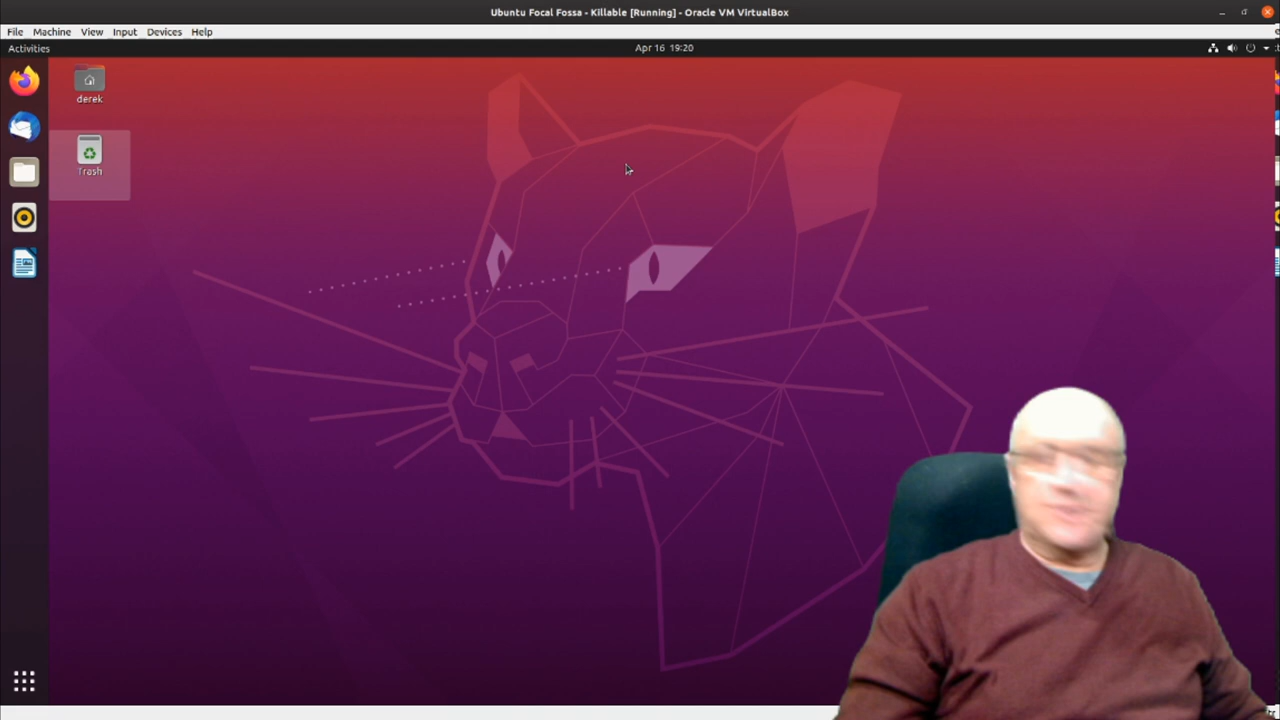 Ubuntu Focal Fossa - Killable [Running] - Oracle VM VirtualBox
File Machine View Input Devices Help
Activities
Apr 16 19:20
derek
Trash